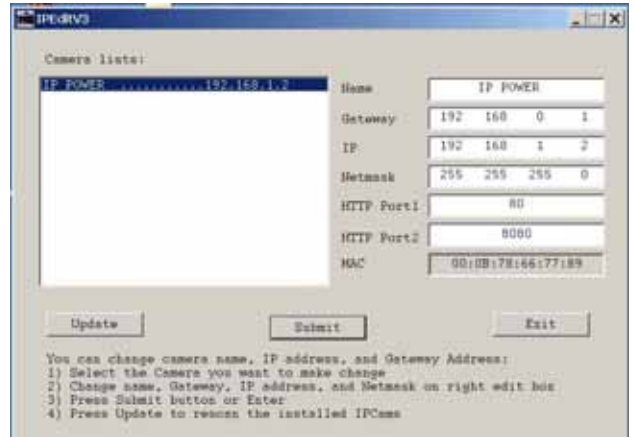 IPEdRV3
Camera lists:
IP POWER ...........192.168.1.2
Name IP POWER
Gateway 192 168 0 1
IP 192 168 1 2
Netmask 255 255 255 0
HTTP Port1 80
HTTP Port2 8080
MAC 00:0B:78:66:77:89
Update Submit Exit
You can change camera name, IP address, and Gateway Address:
1) Select the Camera you want to make change
2) Change name, Gateway, IP address, and Netmask on right edit box
3) Press Submit button or Enter
4) Press Update to rescan the installed IPCams